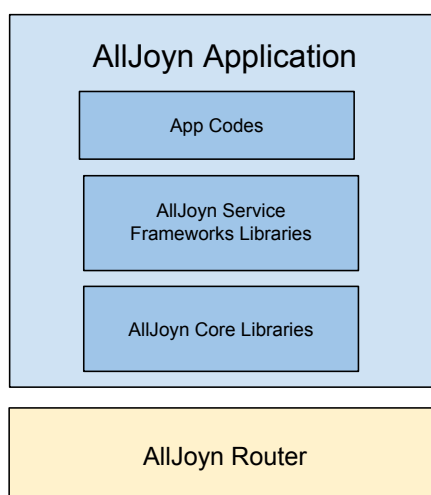 AllJoyn Application
App Codes
AllJoyn Service
Frameworks Libraries
AllJoyn Core Libraries
AllJoyn Router